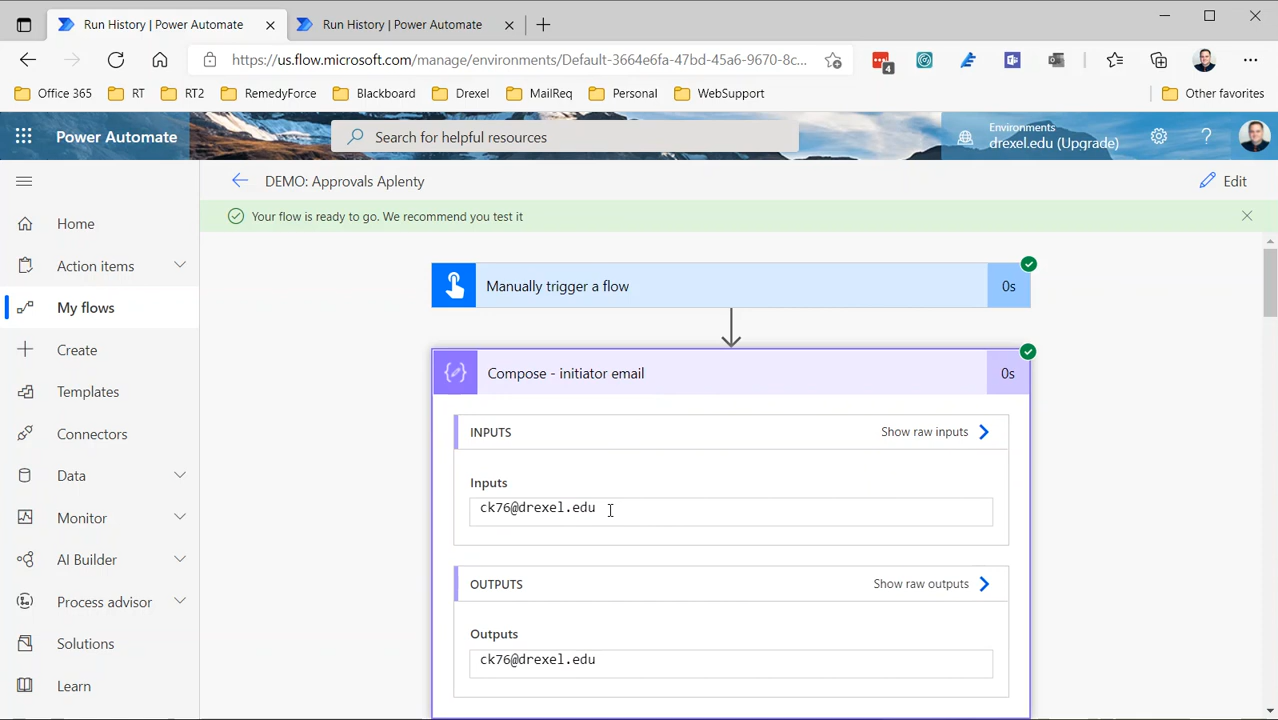 Run History | Power Automate
Run History | Power Automate
https://us.flow.microsoft.com/manage/environments/Default-3664e6fa-47bd-45a6-9670-8c...
4
Office 365
RT
RT2
RemedyForce
Blackboard
Drexel
MailReq
Personal
WebSupport
Other favorites
Power Automate
Search for helpful resources
Environments
drexel.edu (Upgrade)
DEMO: Approvals Aplenty
Edit
Your flow is ready to go. We recommend you test it
Home
Action items
My flows
Create
Templates
Connectors
Data
Monitor
AI Builder
Process advisor
Solutions
Learn
Manually trigger a flow
0s
Compose - initiator email
0s
INPUTS
Show raw inputs
Inputs
ck76@drexel.edu
OUTPUTS
Show raw outputs
Outputs
ck76@drexel.edu